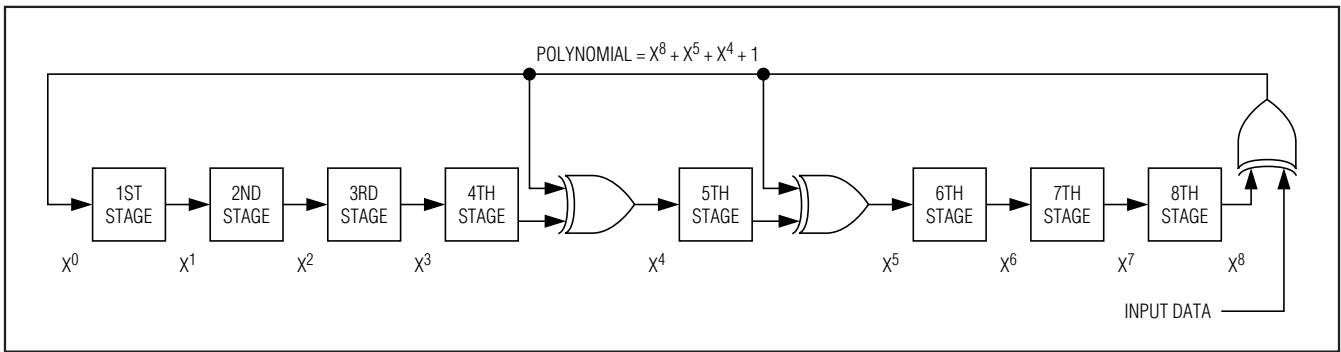 POLYNOMIAL = X⁸ + X⁵ + X⁴ + 1
1ST
STAGE
2ND
STAGE
3RD
STAGE
4TH
STAGE
5TH
STAGE
6TH
STAGE
7TH
STAGE
8TH
STAGE
X⁰
X¹
X²
X³
X⁴
X⁵
X⁶
X⁷
X⁸
INPUT DATA